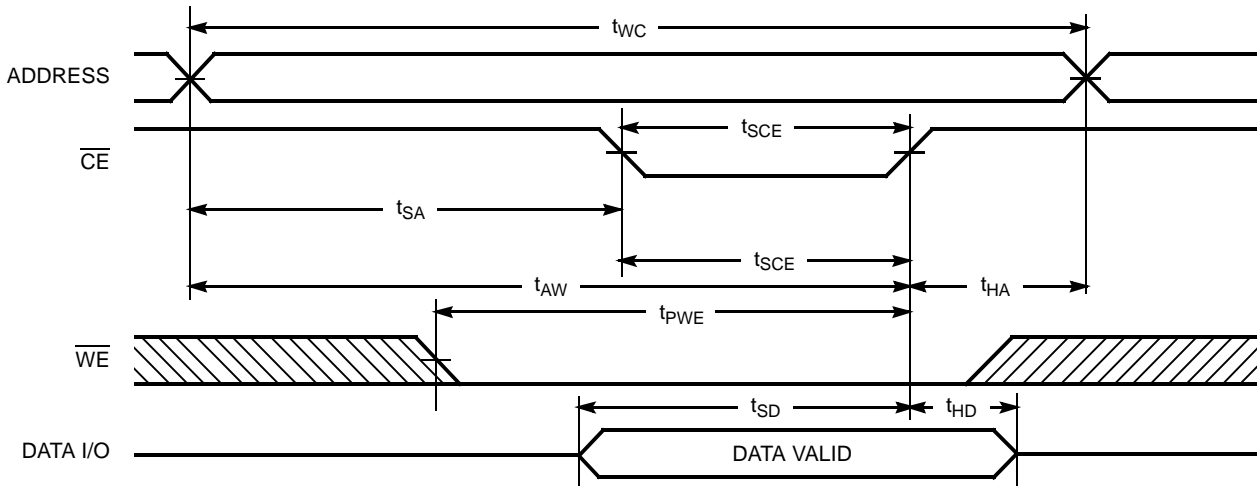 tWC
ADDRESS
tSCE
CE
tSA
tSCE
tAW
tHA
tPWE
WE
tSD
tHD
DATA I/O
DATA VALID